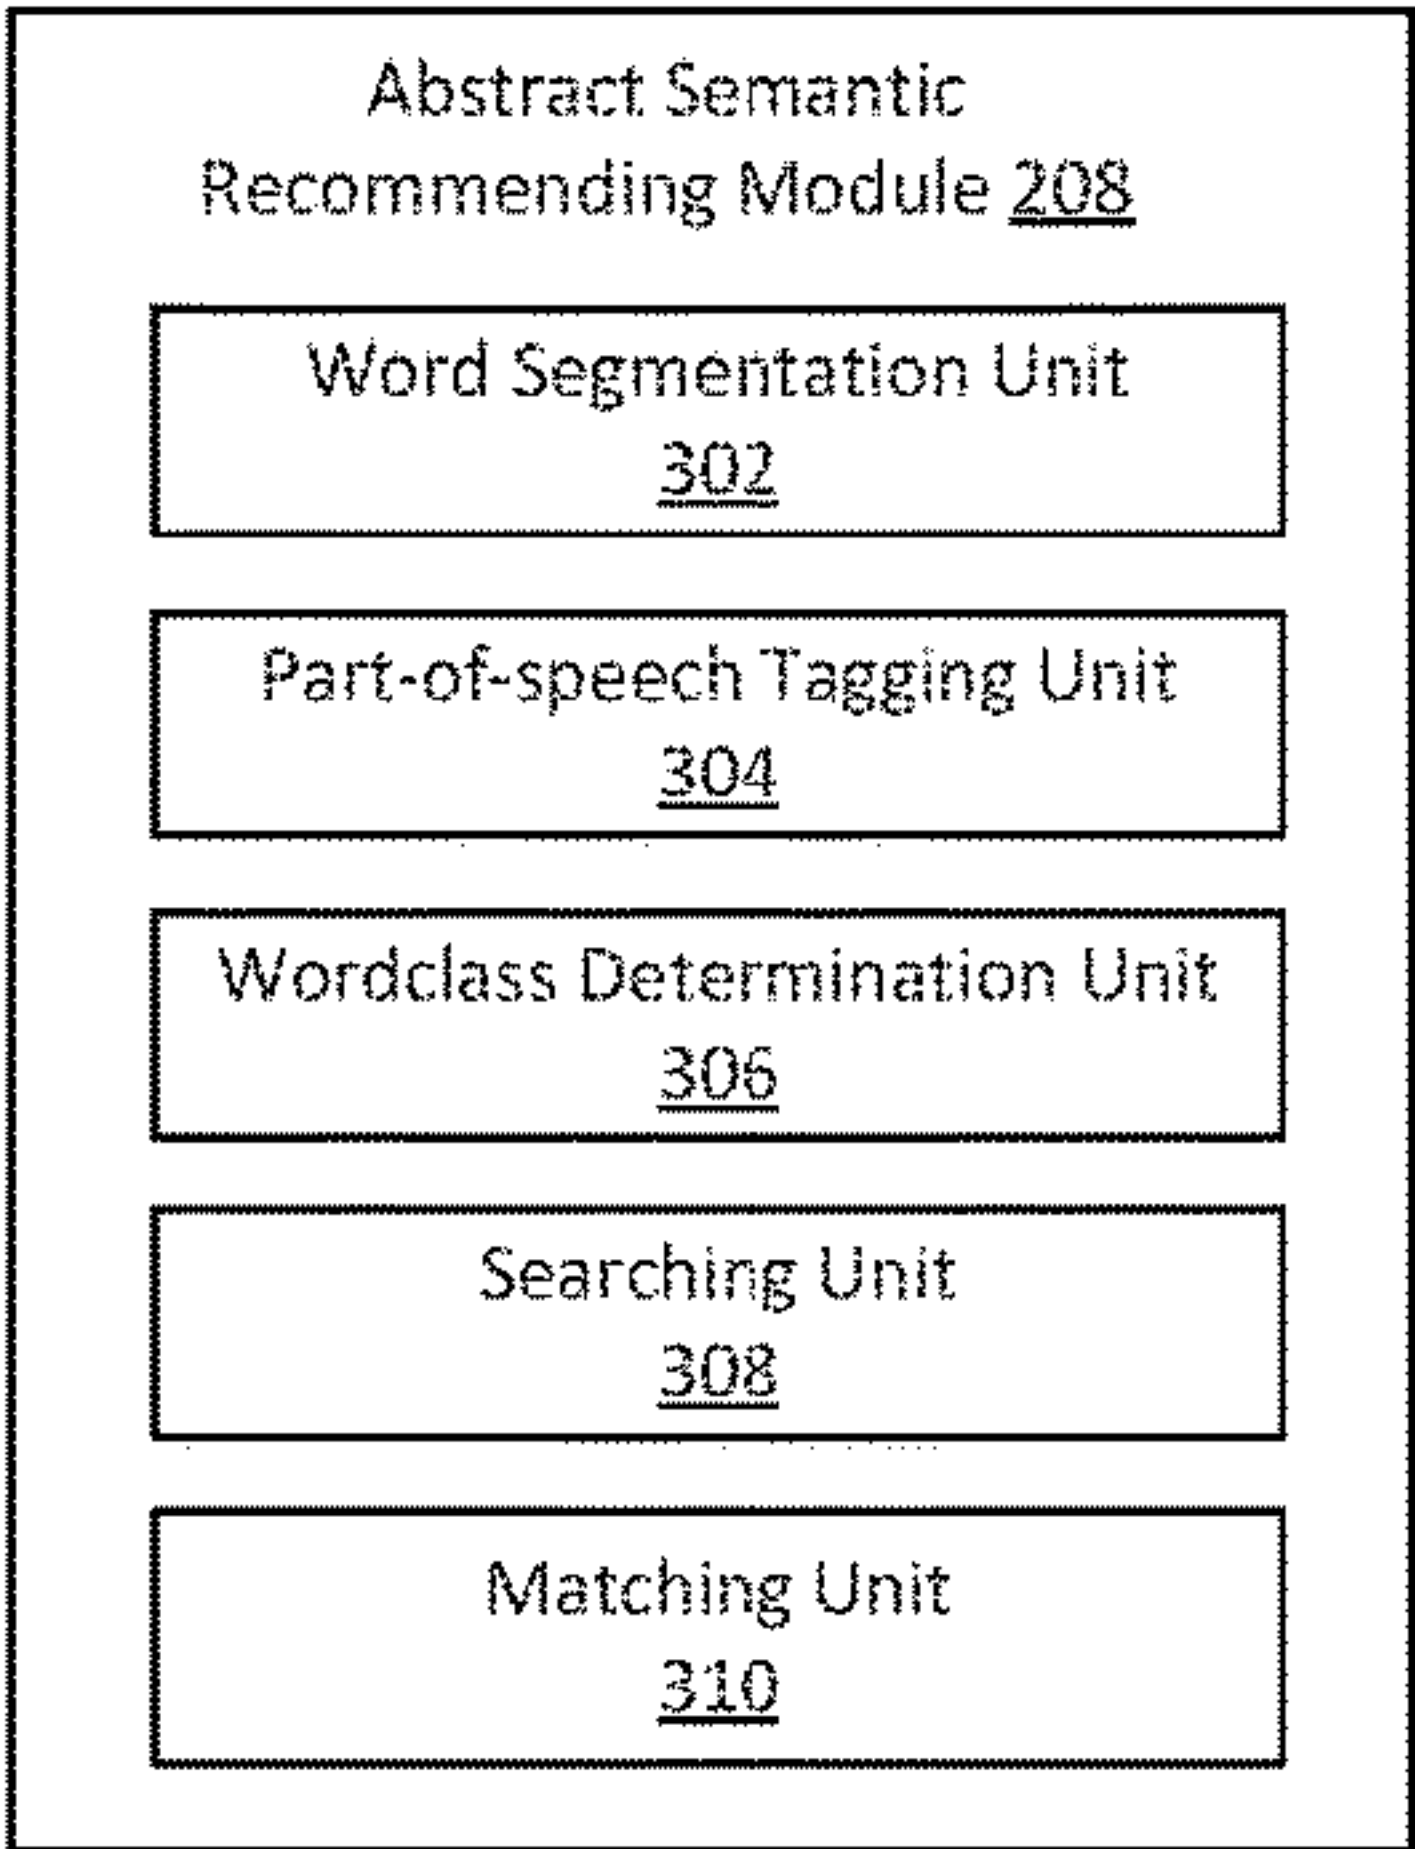 Abstract Semantic
Recommending Module 208
Word Segmentation Unit
302
Part-of-speech Tagging Unit
304
Wordclass Determination Unit
306
Searching Unit
308
Matching Unit
310